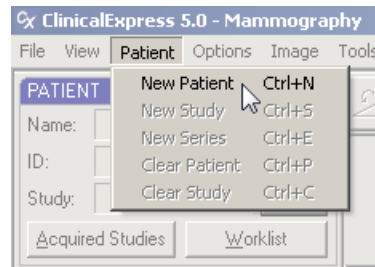 ClinicalExpress 5.0 - Mammography
File View Patient Options Image Tools
PATIENT
New Patient Ctrl+N
New Study Ctrl+S
Name:
New Series Ctrl+E
ID:
Clear Patient Ctrl+P
Study:
Clear Study Ctrl+C
Acquired Studies Worklist